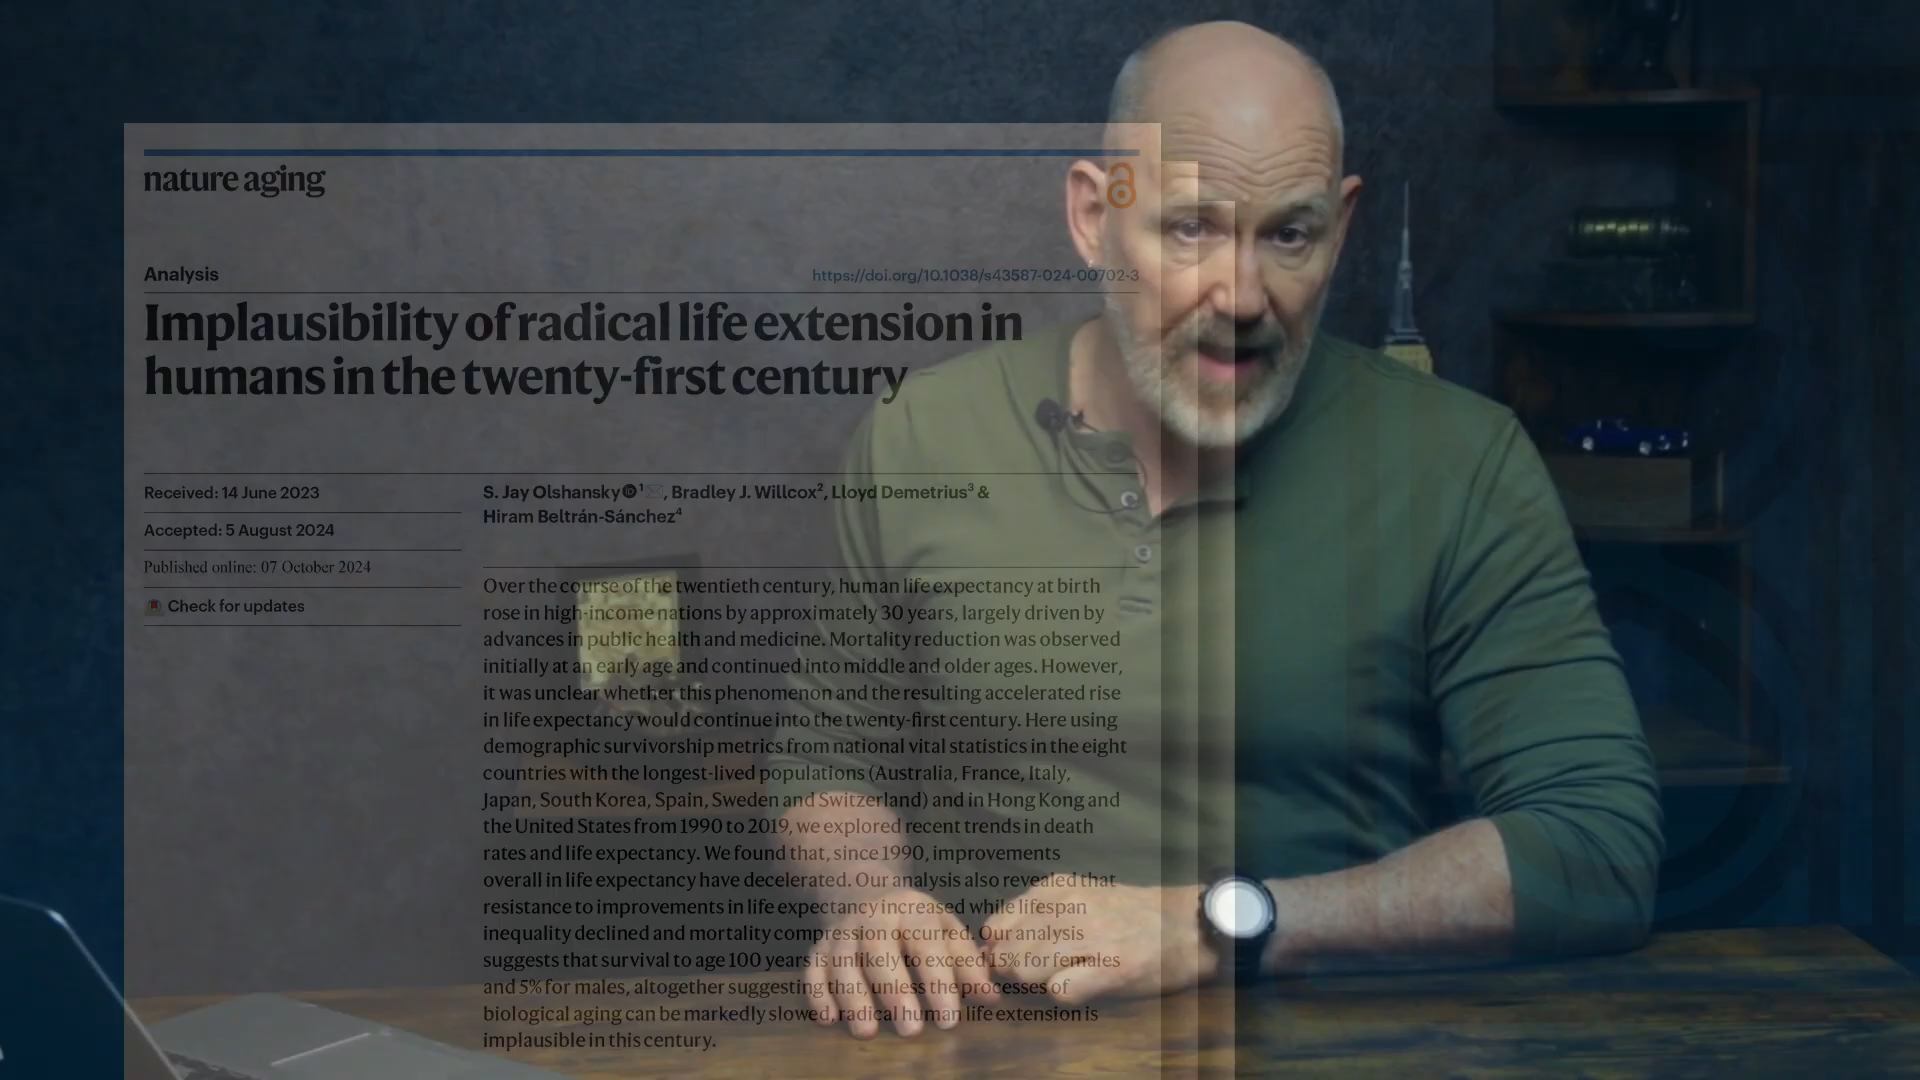 nature aging
Analysis
https://doi.org/10.1038/s43587-024-00702-3
Implausibility of radical life extension in
humans in the twenty-first century
Received: 14 June 2023
Accepted: 5 August 2024
Published online: 07 October 2024
Check for updates
S. Jay Olshansky¹, Bradley J. Willcox², Lloyd Demetrius³ &
Hiram Beltrán-Sánchez⁴
Over the course of the twentieth century, human life expectancy at birth
rose in high-income nations by approximately 30 years, largely driven by
advances in public health and medicine. Mortality reduction was observed
initially at an early age and continued into middle and older ages. However,
it was unclear whether this phenomenon and the resulting accelerated rise
in life expectancy would continue into the twenty-first century. Here using
demographic survivorship metrics from national vital statistics in the eight
countries with the longest-lived populations (Australia, France, Italy,
Japan, South Korea, Spain, Sweden and Switzerland) and in Hong Kong and
the United States from 1990 to 2019, we explored recent trends in death
rates and life expectancy. We found that, since 1990, improvements
overall in life expectancy have decelerated. Our analysis also revealed that
resistance to improvements in life expectancy increased while lifespan
inequality declined and mortality compression occurred. Our analysis
suggests that survival to age 100 years is unlikely to exceed 15% for females
and 5% for males, altogether suggesting that, unless the processes of
biological aging can be markedly slowed, radical human life extension is
implausible in this century.